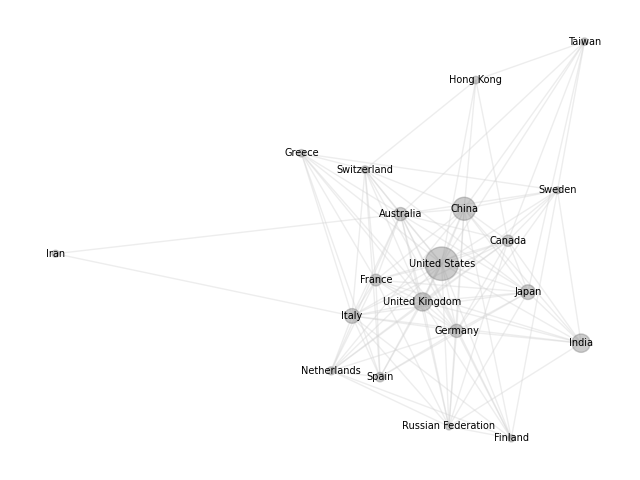 Taiwan
Hong Kong
Greece
Switzerland
Sweden
China
Australia
Canada
Iran
United States
France
Japan
United Kingdom
Italy
Germany
India
Netherlands
Spain
Russian Federation
Finland